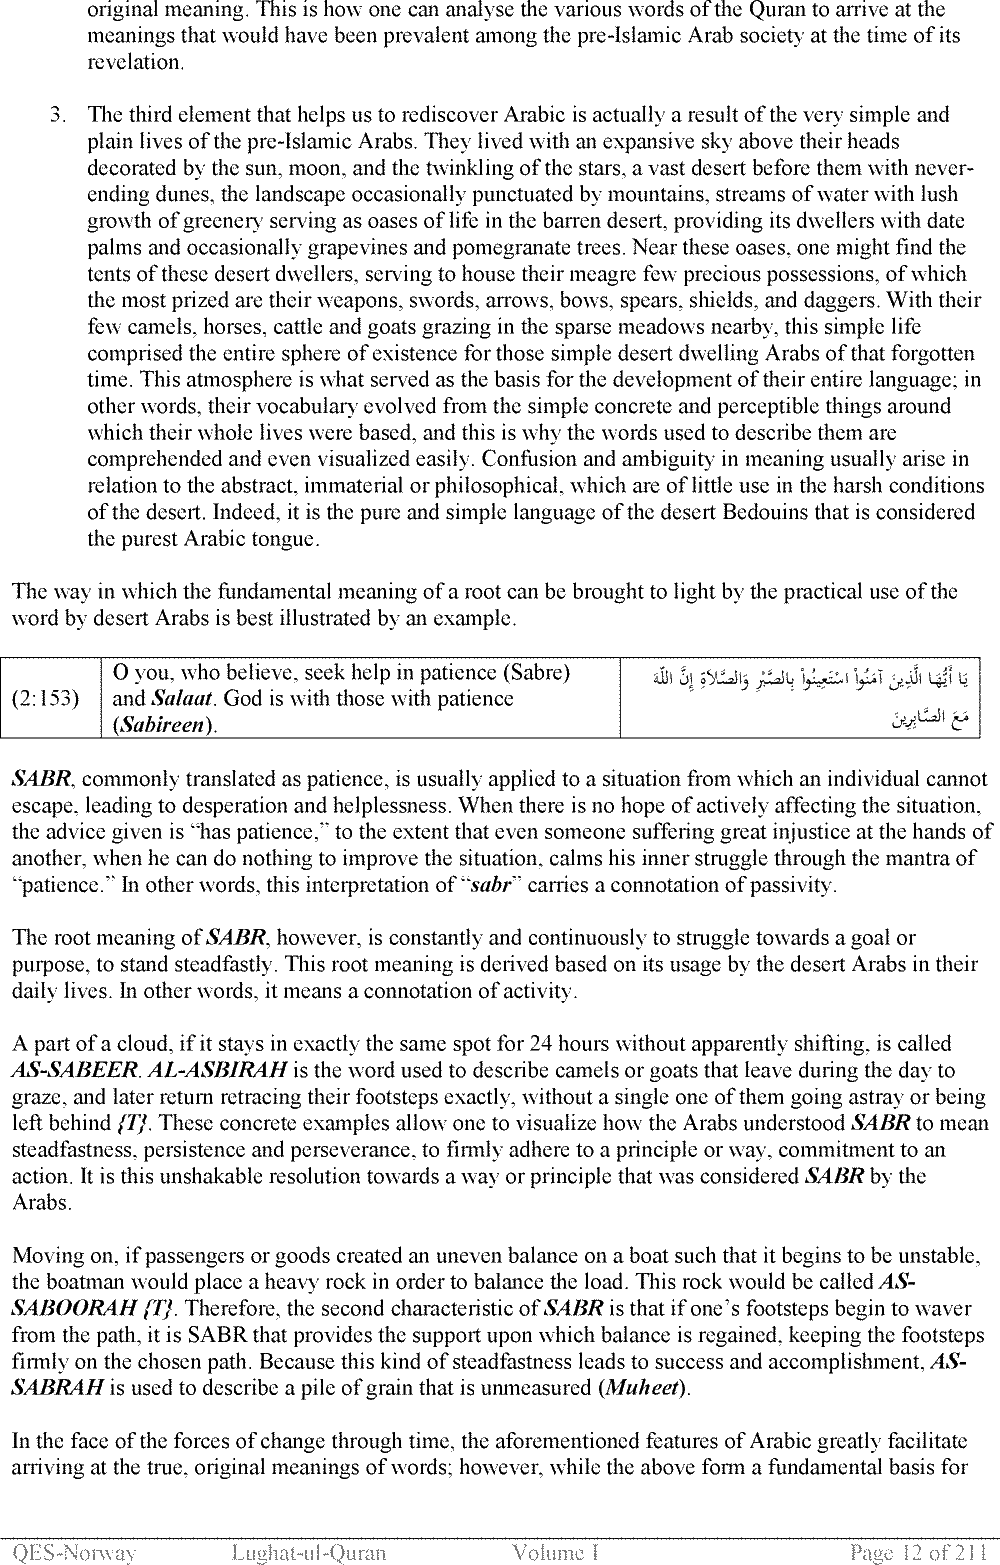 original meaning. This is how one can analyse the various words of the Quran to arrive at the
meanings that would have been prevalent among the pre-Islamic Arab society at the time of its
revelation.
3. The third element that helps us to rediscover Arabic is actually a result of the very simple and
plain lives of the pre-Islamic Arabs. They lived with an expansive sky above their heads
decorated by the sun, moon, and the twinkling of the stars, a vast desert before them with never-
ending dunes, the landscape occasionally punctuated by mountains, streams of water with lush
growth of greenery serving as oases of life in the barren desert, providing its dwellers with date
palms and occasionally grapevines and pomegranate trees. Near these oases, one might find the
tents of these desert dwellers, serving to house their meagre few precious possessions, of which
the most prized are their weapons, swords, arrows, bows, spears, shields, and daggers. With their
few camels, horses, cattle and goats grazing in the sparse meadows nearby, this simple life
comprised the entire sphere of existence for those simple desert dwelling Arabs of that forgotten
time. This atmosphere is what served as the basis for the development of their entire language; in
other words, their vocabulary evolved from the simple concrete and perceptible things around
which their whole lives were based, and this is why the words used to describe them are
comprehended and even visualized easily. Confusion and ambiguity in meaning usually arise in
relation to the abstract, immaterial or philosophical, which are of little use in the harsh conditions
of the desert. Indeed, it is the pure and simple language of the desert Bedouins that is considered
the purest Arabic tongue.
The way in which the fundamental meaning of a root can be brought to light by the practical use of the
word by desert Arabs is best illustrated by an example.
(2:153)
O you, who believe, seek help in patience (Sabre)
and Salaat. God is with those with patience
(Sabireen).
يَا أَيُّهَا الَّذِينَ آمَنُواْ اسْتَعِينُواْ بِالصَّبْرِ وَالصَّلاَةِ إِنَّ اللّهَ
مَعَ الصَّابِرِينَ
SABR, commonly translated as patience, is usually applied to a situation from which an individual cannot
escape, leading to desperation and helplessness. When there is no hope of actively affecting the situation,
the advice given is “has patience,” to the extent that even someone suffering great injustice at the hands of
another, when he can do nothing to improve the situation, calms his inner struggle through the mantra of
“patience.” In other words, this interpretation of “sabr” carries a connotation of passivity.
The root meaning of SABR, however, is constantly and continuously to struggle towards a goal or
purpose, to stand steadfastly. This root meaning is derived based on its usage by the desert Arabs in their
daily lives. In other words, it means a connotation of activity.
A part of a cloud, if it stays in exactly the same spot for 24 hours without apparently shifting, is called
AS-SABEER. AL-ASBIRAH is the word used to describe camels or goats that leave during the day to
graze, and later return retracing their footsteps exactly, without a single one of them going astray or being
left behind {T}. These concrete examples allow one to visualize how the Arabs understood SABR to mean
steadfastness, persistence and perseverance, to firmly adhere to a principle or way, commitment to an
action. It is this unshakable resolution towards a way or principle that was considered SABR by the
Arabs.
Moving on, if passengers or goods created an uneven balance on a boat such that it begins to be unstable,
the boatman would place a heavy rock in order to balance the load. This rock would be called AS-
SABOORAH {T}. Therefore, the second characteristic of SABR is that if one’s footsteps begin to waver
from the path, it is SABR that provides the support upon which balance is regained, keeping the footsteps
firmly on the chosen path. Because this kind of steadfastness leads to success and accomplishment, AS-
SABRAH is used to describe a pile of grain that is unmeasured (Muheet).
In the face of the forces of change through time, the aforementioned features of Arabic greatly facilitate
arriving at the true, original meanings of words; however, while the above form a fundamental basis for
QES-Norway Lughat-ul-Quran Volume I Page 12 of 211